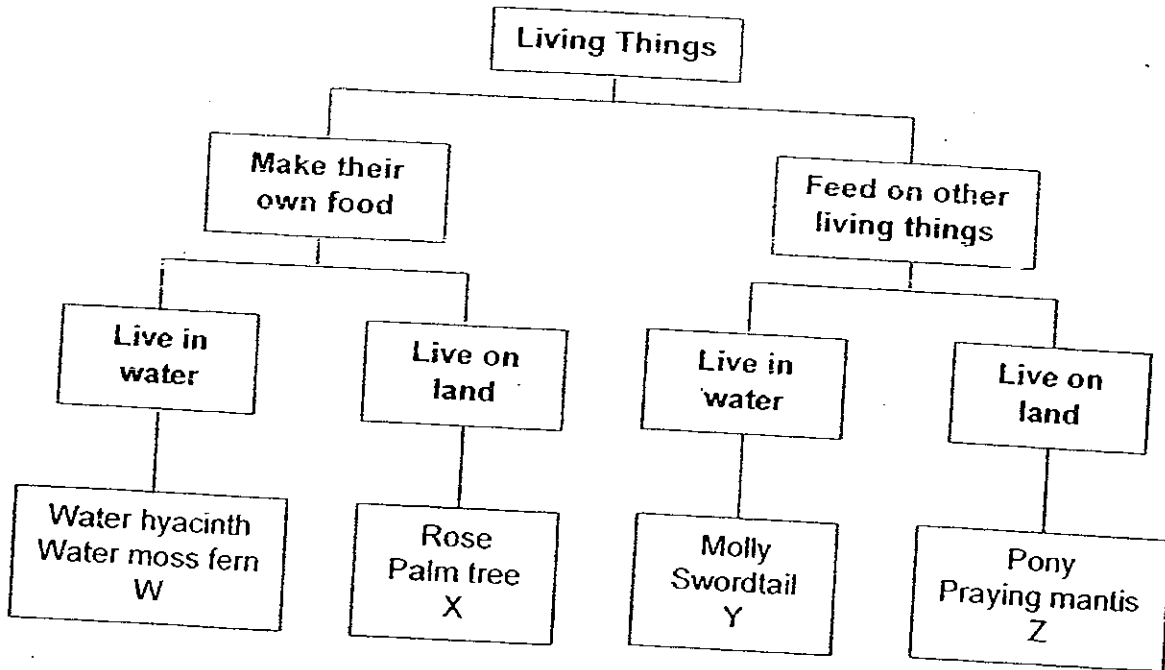 Living Things
Make their
own food
Feed on other
living things
Live in
water
Live on
land
Live in
water
Live on
land
Water hyacinth
Water moss fern
W
Rose
Palm tree
X
Molly
Swordtail
Y
Pony
Praying mantis
Z